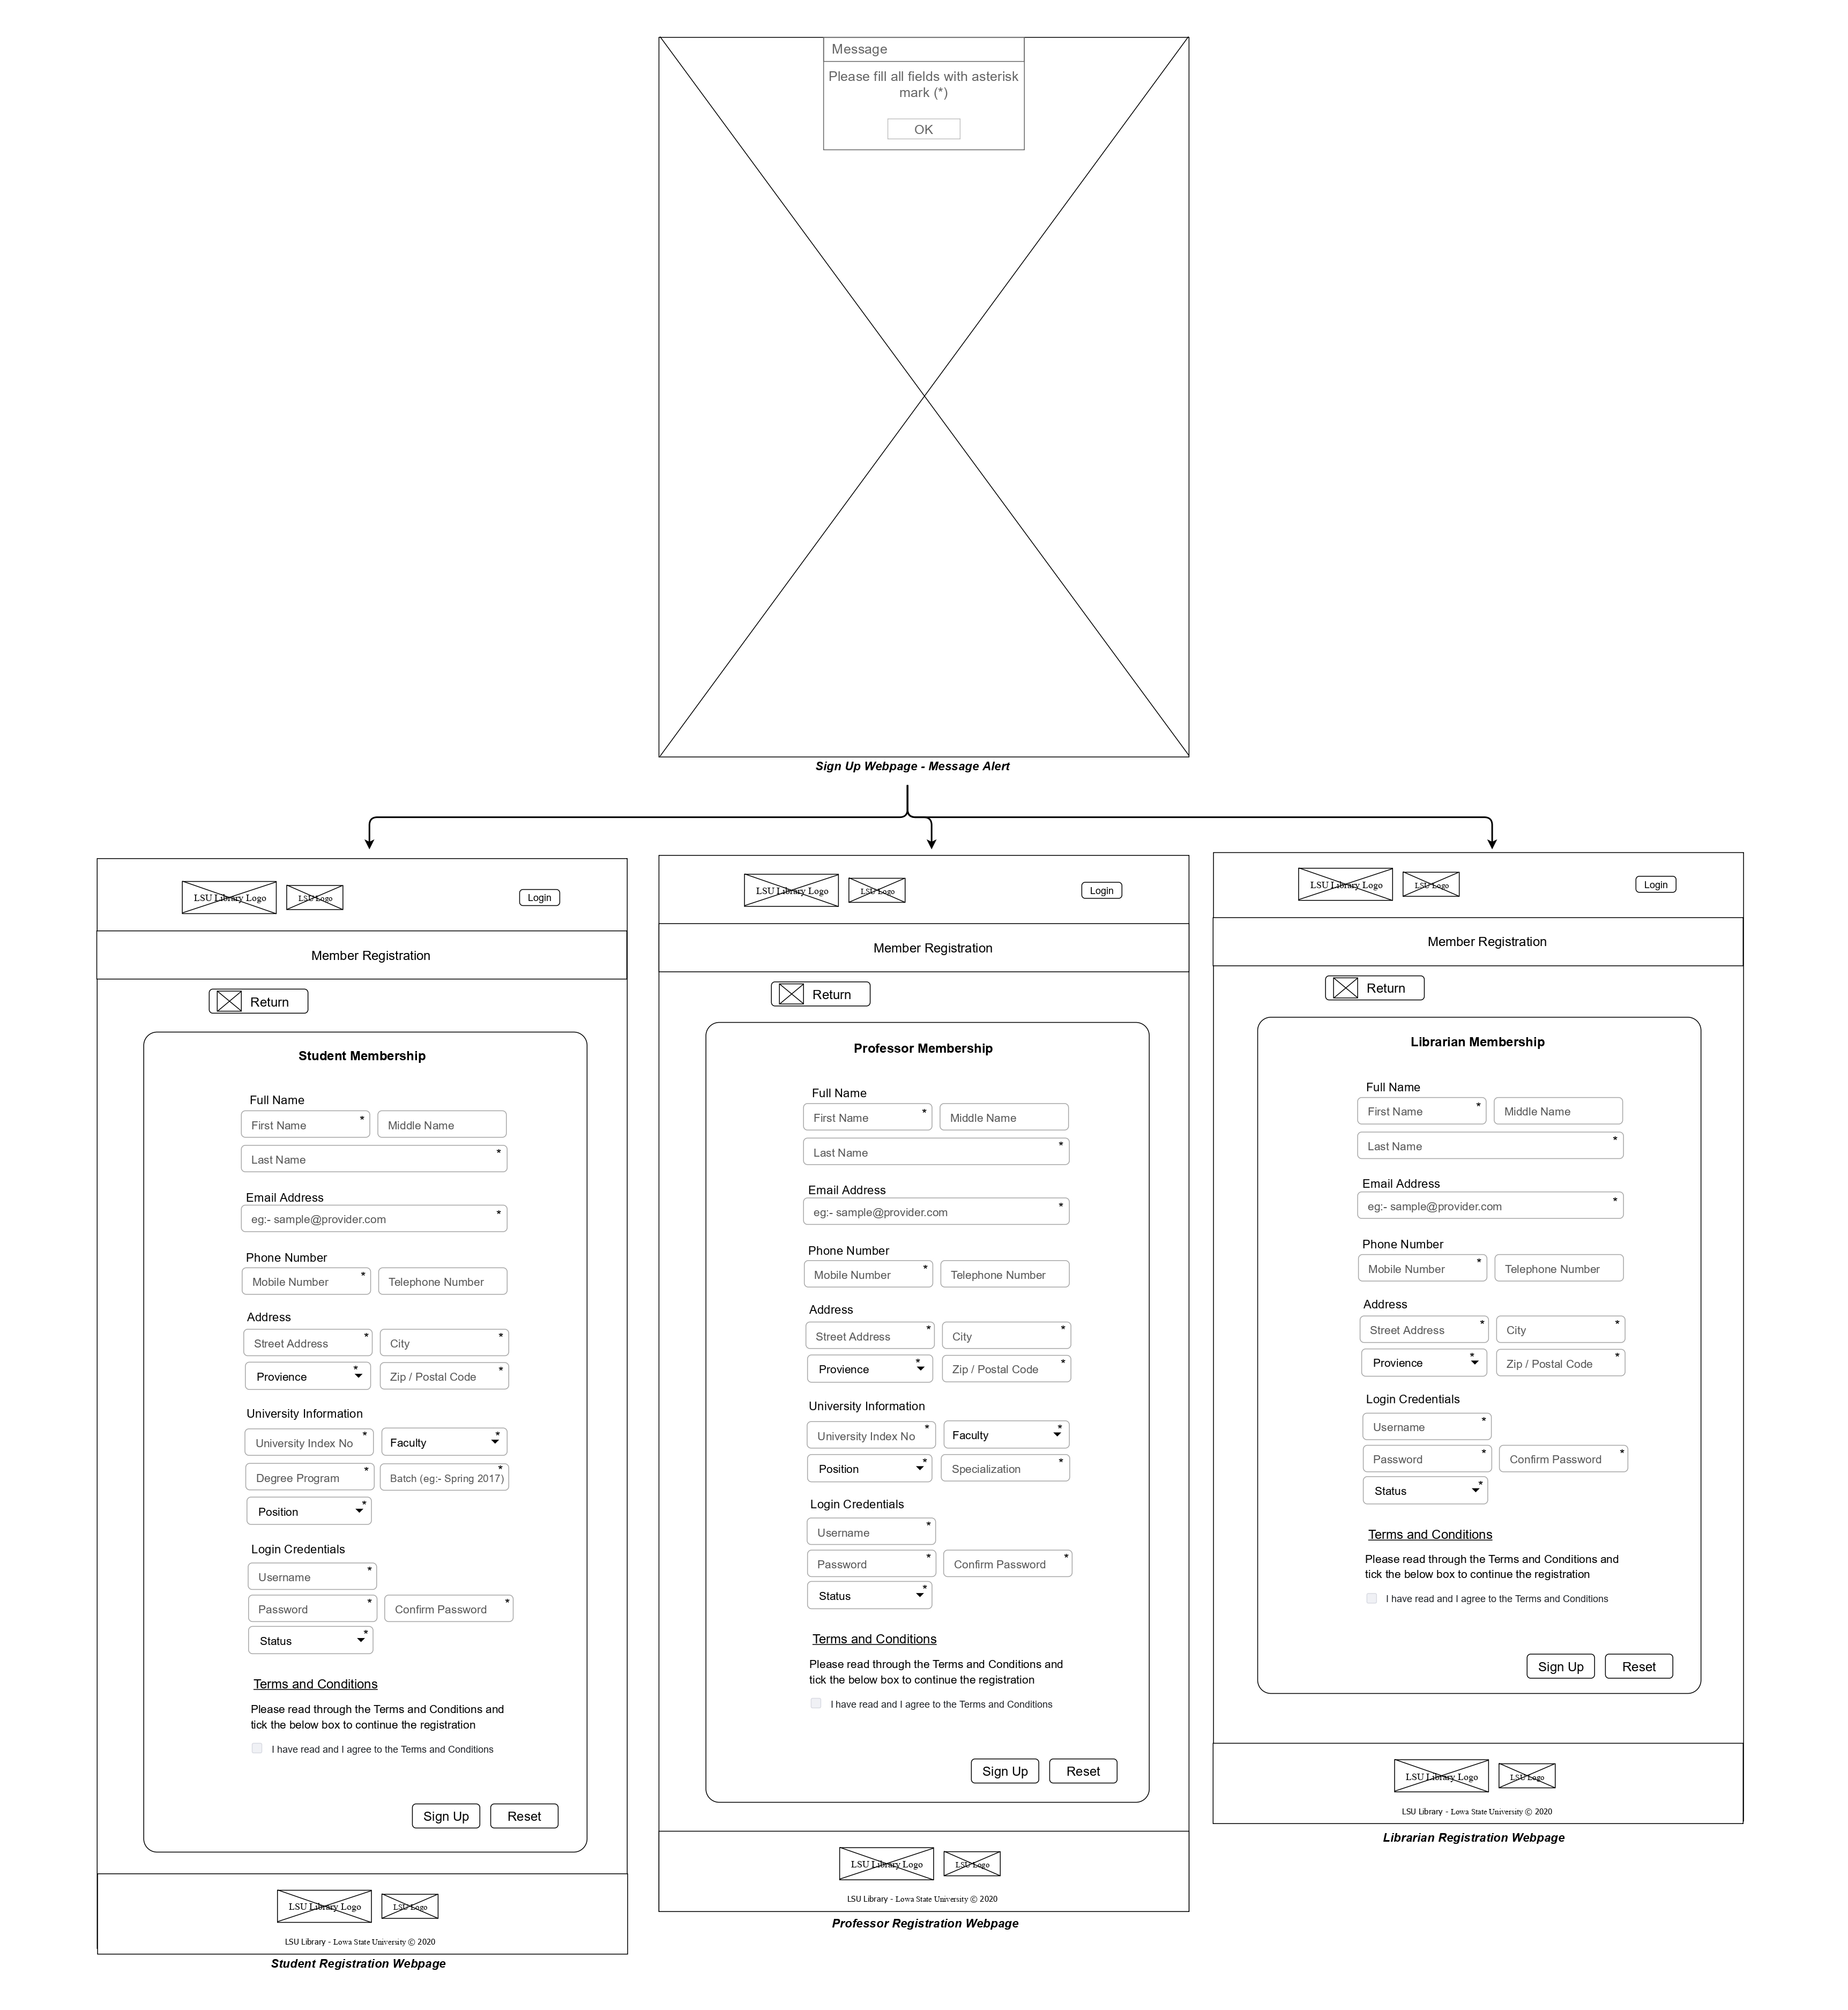 Message
Please fill all fields with asterisk
mark (*)
OK
Sign Up Webpage - Message Alert
LSU Library Logo
LSU Logo
Login
Member Registration
Return
Student Membership
Full Name
First Name *
Middle Name
Last Name *
Email Address
eg:- sample@provider.com *
Phone Number
Mobile Number *
Telephone Number
Address
Street Address *
City *
Provience *
Zip / Postal Code *
University Information
University Index No *
Faculty *
Degree Program *
Batch (eg:- Spring 2017) *
Position *
Login Credentials
Username *
Password *
Confirm Password *
Status *
Terms and Conditions
Please read through the Terms and Conditions and
tick the below box to continue the registration
I have read and I agree to the Terms and Conditions
Sign Up
Reset
LSU Library Logo
LSU Logo
LSU Library - Lowa State University © 2020
Student Registration Webpage
LSU Library Logo
LSU Logo
Login
Member Registration
Return
Professor Membership
Full Name
First Name *
Middle Name
Last Name *
Email Address
eg:- sample@provider.com *
Phone Number
Mobile Number *
Telephone Number
Address
Street Address *
City *
Provience *
Zip / Postal Code *
University Information
University Index No *
Faculty *
Position *
Specialization *
Login Credentials
Username *
Password *
Confirm Password *
Status *
Terms and Conditions
Please read through the Terms and Conditions and
tick the below box to continue the registration
I have read and I agree to the Terms and Conditions
Sign Up
Reset
LSU Library Logo
LSU Logo
LSU Library - Lowa State University © 2020
Professor Registration Webpage
LSU Library Logo
LSU Logo
Login
Member Registration
Return
Librarian Membership
Full Name
First Name *
Middle Name
Last Name *
Email Address
eg:- sample@provider.com *
Phone Number
Mobile Number *
Telephone Number
Address
Street Address *
City *
Provience *
Zip / Postal Code *
Login Credentials
Username *
Password *
Confirm Password *
Status *
Terms and Conditions
Please read through the Terms and Conditions and
tick the below box to continue the registration
I have read and I agree to the Terms and Conditions
Sign Up
Reset
LSU Library Logo
LSU Logo
LSU Library - Lowa State University © 2020
Librarian Registration Webpage